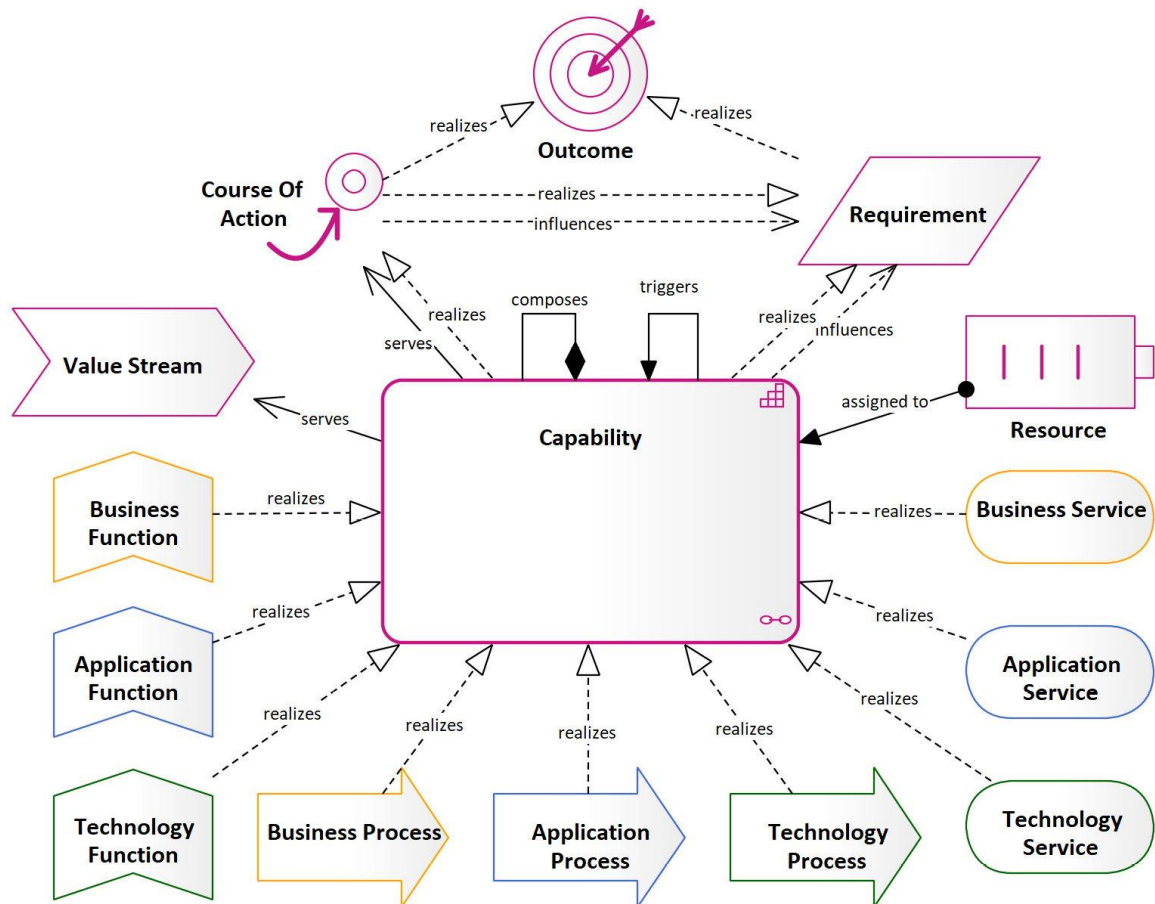 realizes
realizes
Outcome
Course Of
Action
realizes
influences
Requirement
composes
triggers
realizes
serves
realizes
influences
Value Stream
serves
assigned to
Resource
Capability
Business
Function
realizes
realizes
Business Service
Application
Function
realizes
realizes
Application
Service
Technology
Function
realizes
realizes
realizes
realizes
realizes
Business Process
Application
Process
Technology
Process
Technology
Service